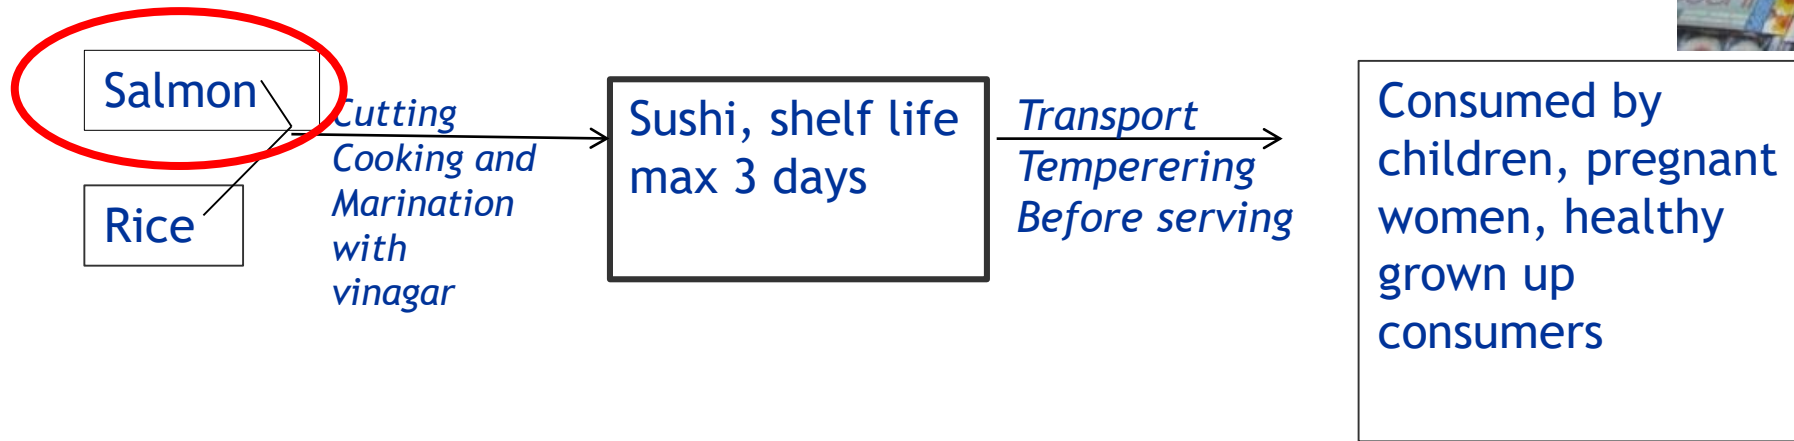 Salmon
Rice
Cutting
Cooking and
Marination
with
vinagar
Sushi, shelf life
max 3 days
Transport
Temperering
Before serving
Consumed by
children, pregnant
women, healthy
grown up
consumers